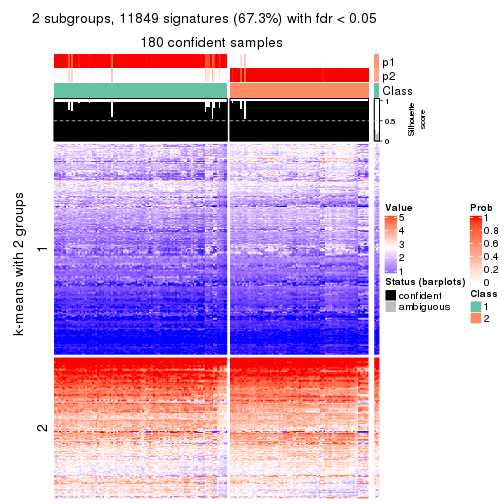 2 subgroups, 11849 signatures (67.3%) with fdr < 0.05
180 confident samples
p1
p2
Class
1
0.5
0
Silhouette
score
k-means with 2 groups
1
2
Value
5
4
3
2
1
Status (barplots)
confident
ambiguous
Prob
1
0.8
0.6
0.4
0.2
0
Class
1
2